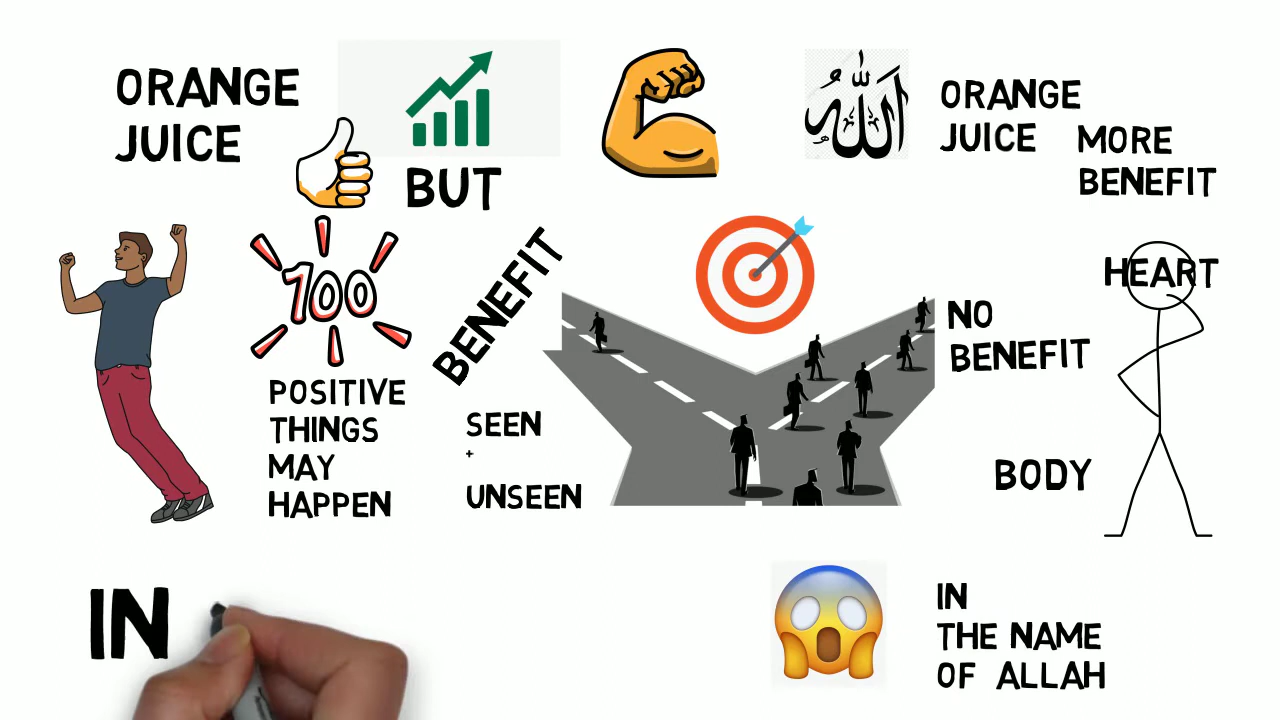 ORANGE
JUICE
BUT
الله
ORANGE
JUICE
MORE
BENEFIT
100
POSITIVE
THINGS
MAY
HAPPEN
BENEFIT
SEEN
+
UNSEEN
NO
BENEFIT
HEART
BODY
IN
IN
THE NAME
OF ALLAH